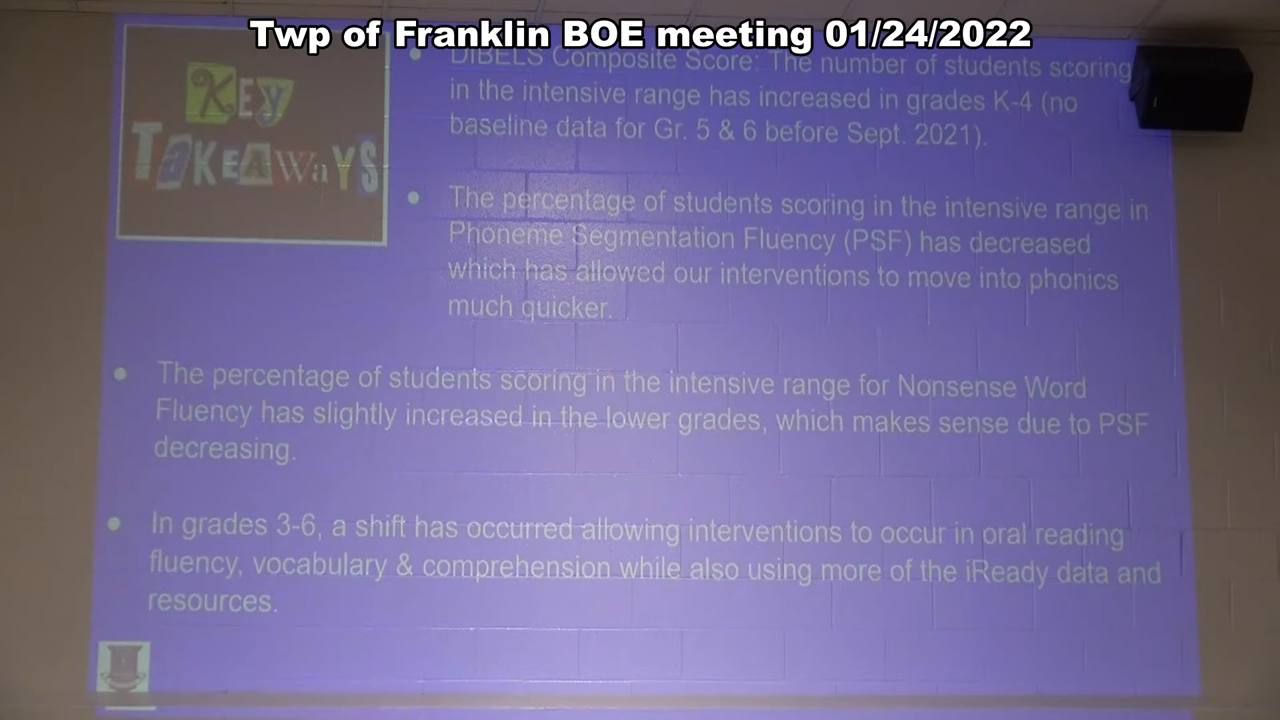 Twp of Franklin BOE meeting 01/24/2022
KEy
TaKEAWaYS
• DIBELS Composite Score: The number of students scoring
in the intensive range has increased in grades K-4 (no
baseline data for Gr. 5 & 6 before Sept. 2021).
• The percentage of students scoring in the intensive range in
Phoneme Segmentation Fluency (PSF) has decreased
which has allowed our interventions to move into phonics
much quicker.
• The percentage of students scoring in the intensive range for Nonsense Word
Fluency has slightly increased in the lower grades, which makes sense due to PSF
decreasing.
• In grades 3-6, a shift has occurred allowing interventions to occur in oral reading
fluency, vocabulary & comprehension while also using more of the iReady data and
resources.